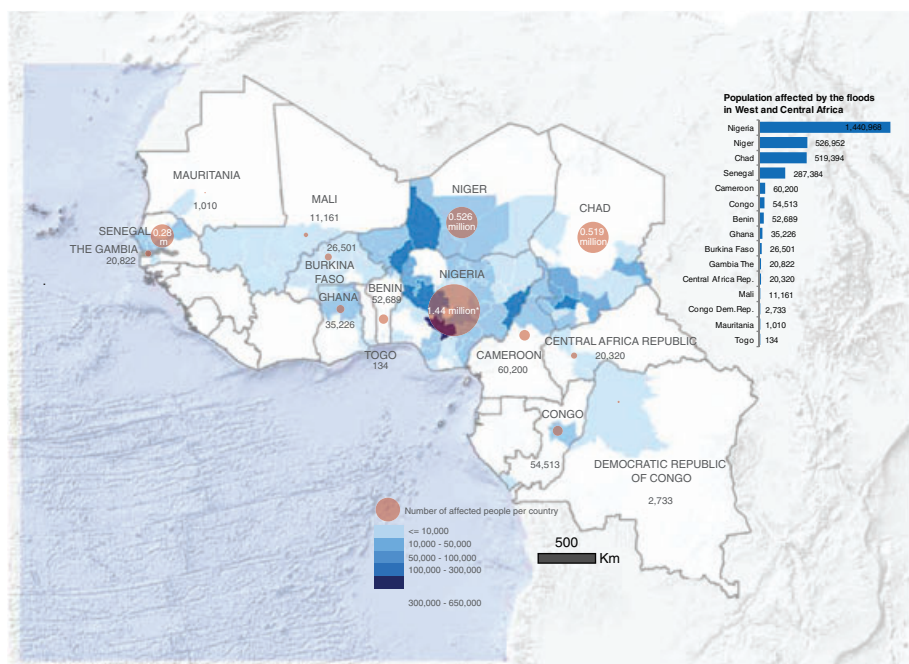 Population affected by the floods
in West and Central Africa
Nigeria 1,440,968
Niger 526,952
Chad 519,394
Senegal 287,384
Cameroon 60,200
Congo 54,513
Benin 52,689
Ghana 35,226
Burkina Faso 26,501
Gambia The 20,822
Central Africa Rep. 20,320
Mali 11,161
Congo Dem.Rep. 2,733
Mauritania 1,010
Togo 134
MAURITANIA
1,010
MALI
11,161
NIGER
0.526
million
CHAD
0.519
million
SENEGAL
0.28
m
THE GAMBIA
20,822
26,501
BURKINA
FASO
GHANA
35,226
BENIN
52,689
NIGERIA
1.44 million*
TOGO
134
CAMEROON
60,200
CENTRAL AFRICA REPUBLIC
20,320
CONGO
54,513
DEMOCRATIC REPUBLIC
OF CONGO
2,733
Number of affected people per country
<= 10,000
10,000 - 50,000
50,000 - 100,000
100,000 - 300,000
300,000 - 650,000
500
Km